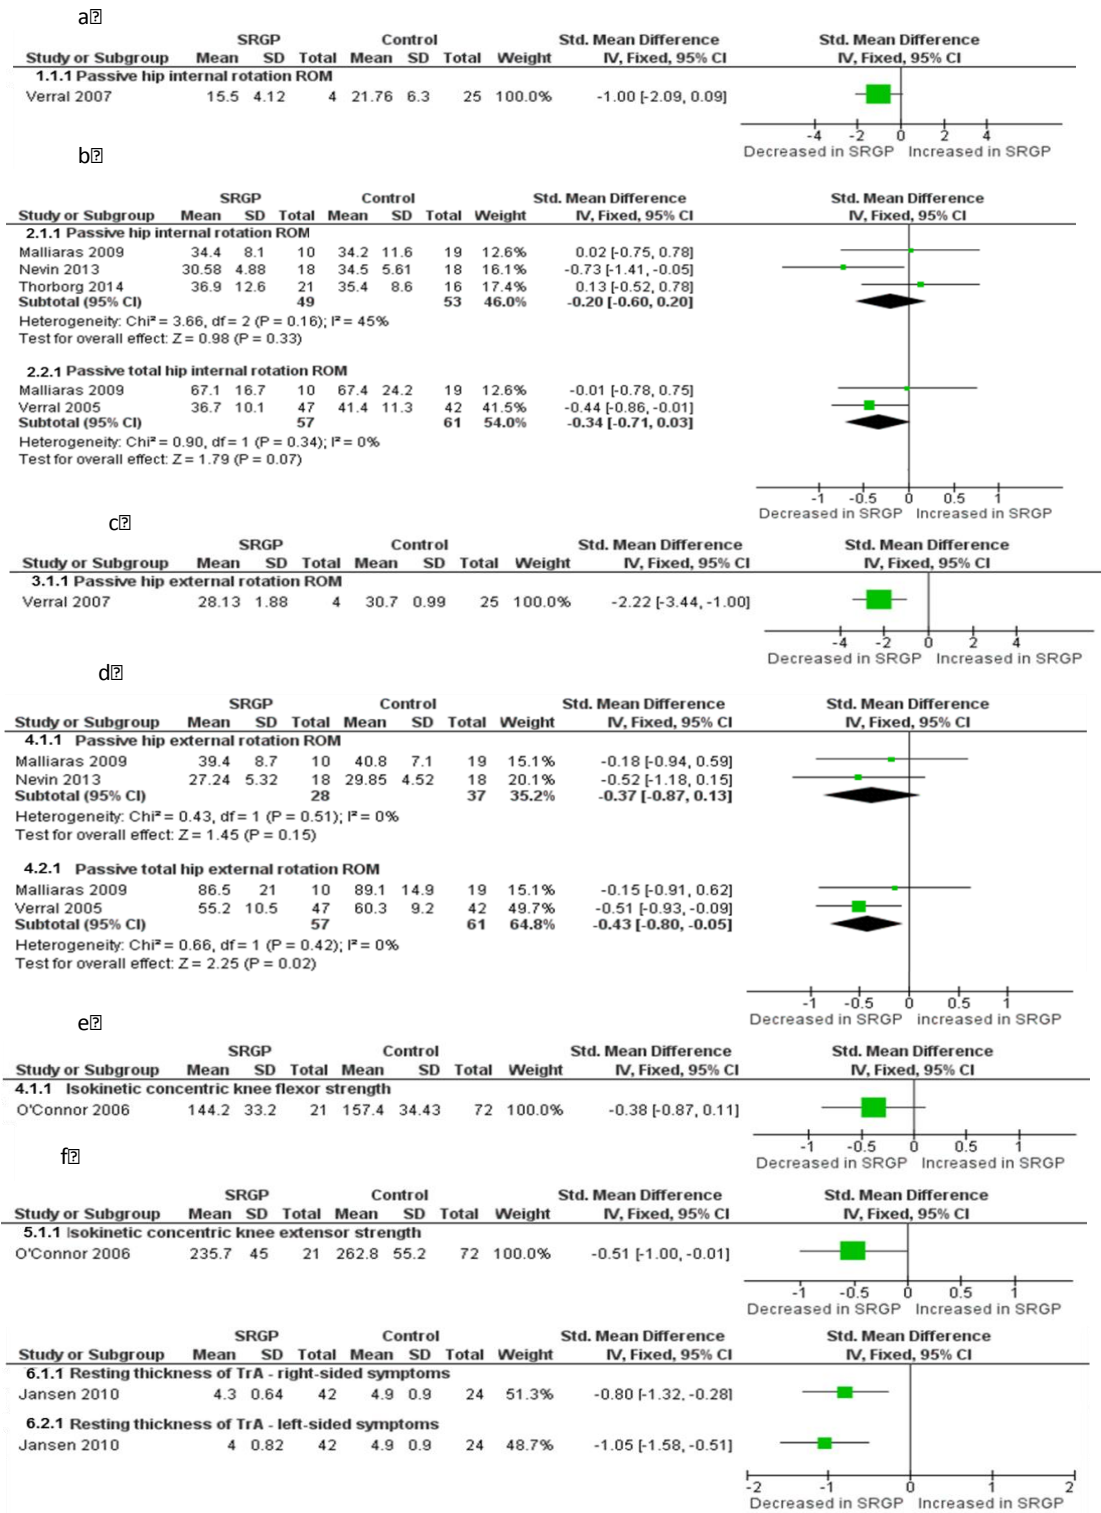 a
SRGP Control Std. Mean Difference Std. Mean Difference
Study or Subgroup Mean SD Total Mean SD Total Weight IV, Fixed, 95% CI IV, Fixed, 95% CI
1.1.1 Passive hip internal rotation ROM
Verral 2007 15.5 4.12 4 21.76 6.3 25 100.0% -1.00 [-2.09, 0.09]
-4 -2 0 2 4
Decreased in SRGP Increased in SRGP
b
SRGP Control Std. Mean Difference Std. Mean Difference
Study or Subgroup Mean SD Total Mean SD Total Weight IV, Fixed, 95% CI IV, Fixed, 95% CI
2.1.1 Passive hip internal rotation ROM
Malliaras 2009 34.4 8.1 10 34.2 11.6 19 12.6% 0.02 [-0.75, 0.78]
Nevin 2013 30.58 4.88 18 34.5 5.61 18 16.1% -0.73 [-1.41, -0.05]
Thorborg 2014 36.9 12.6 21 35.4 8.6 16 17.4% 0.13 [-0.52, 0.78]
Subtotal (95% CI) 49 53 46.0% -0.20 [-0.60, 0.20]
Heterogeneity: Chi² = 3.66, df = 2 (P = 0.16); I² = 45%
Test for overall effect: Z = 0.98 (P = 0.33)
2.2.1 Passive total hip internal rotation ROM
Malliaras 2009 67.1 16.7 10 67.4 24.2 19 12.6% -0.01 [-0.78, 0.75]
Verral 2005 36.7 10.1 47 41.4 11.3 42 41.5% -0.44 [-0.86, -0.01]
Subtotal (95% CI) 57 61 54.0% -0.34 [-0.71, 0.03]
Heterogeneity: Chi² = 0.90, df = 1 (P = 0.34); I² = 0%
Test for overall effect: Z = 1.79 (P = 0.07)
-1 -0.5 0 0.5 1
Decreased in SRGP Increased in SRGP
c
SRGP Control Std. Mean Difference Std. Mean Difference
Study or Subgroup Mean SD Total Mean SD Total Weight IV, Fixed, 95% CI IV, Fixed, 95% CI
3.1.1 Passive hip external rotation ROM
Verral 2007 28.13 1.88 4 30.7 0.99 25 100.0% -2.22 [-3.44, -1.00]
-4 -2 0 2 4
Decreased in SRGP Increased in SRGP
d
SRGP Control Std. Mean Difference Std. Mean Difference
Study or Subgroup Mean SD Total Mean SD Total Weight IV, Fixed, 95% CI IV, Fixed, 95% CI
4.1.1 Passive hip external rotation ROM
Malliaras 2009 39.4 8.7 10 40.8 7.1 19 15.1% -0.18 [-0.94, 0.59]
Nevin 2013 27.24 5.32 18 29.85 4.52 18 20.1% -0.52 [-1.18, 0.15]
Subtotal (95% CI) 28 37 35.2% -0.37 [-0.87, 0.13]
Heterogeneity: Chi² = 0.43, df = 1 (P = 0.51); I² = 0%
Test for overall effect: Z = 1.45 (P = 0.15)
4.2.1 Passive total hip external rotation ROM
Malliaras 2009 86.5 21 10 89.1 14.9 19 15.1% -0.15 [-0.91, 0.62]
Verral 2005 55.2 10.5 47 60.3 9.2 42 49.7% -0.51 [-0.93, -0.09]
Subtotal (95% CI) 57 61 64.8% -0.43 [-0.80, -0.05]
Heterogeneity: Chi² = 0.66, df = 1 (P = 0.42); I² = 0%
Test for overall effect: Z = 2.25 (P = 0.02)
-1 -0.5 0 0.5 1
Decreased in SRGP increased in SRGP
e
SRGP Control Std. Mean Difference Std. Mean Difference
Study or Subgroup Mean SD Total Mean SD Total Weight IV, Fixed, 95% CI IV, Fixed, 95% CI
4.1.1 Isokinetic concentric knee flexor strength
O'Connor 2006 144.2 33.2 21 157.4 34.43 72 100.0% -0.38 [-0.87, 0.11]
-1 -0.5 0 0.5 1
Decreased in SRGP Increased in SRGP
f
SRGP Control Std. Mean Difference Std. Mean Difference
Study or Subgroup Mean SD Total Mean SD Total Weight IV, Fixed, 95% CI IV, Fixed, 95% CI
5.1.1 Isokinetic concentric knee extensor strength
O'Connor 2006 235.7 45 21 262.8 55.2 72 100.0% -0.51 [-1.00, -0.01]
-1 -0.5 0 0.5 1
Decreased in SRGP Increased in SRGP
SRGP Control Std. Mean Difference Std. Mean Difference
Study or Subgroup Mean SD Total Mean SD Total Weight IV, Fixed, 95% CI IV, Fixed, 95% CI
6.1.1 Resting thickness of TrA - right-sided symptoms
Jansen 2010 4.3 0.64 42 4.9 0.9 24 51.3% -0.80 [-1.32, -0.28]
6.2.1 Resting thickness of TrA - left-sided symptoms
Jansen 2010 4 0.82 42 4.9 0.9 24 48.7% -1.05 [-1.58, -0.51]
-2 -1 0 1 2
Decreased in SRGP Increased in SRGP